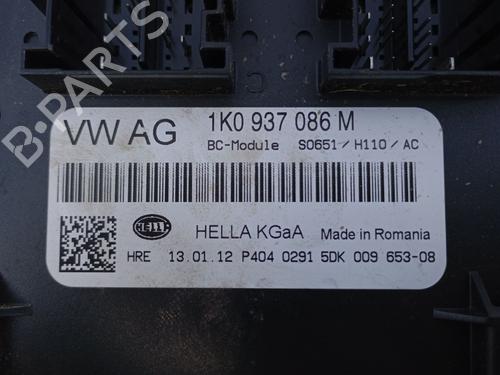 VW AG 1K0 937 086 M
BC-Module S0651 / H110 / AC
HELLA HELLA KGaA Made in Romania
HRE 13.01.12 P404 0291 5DK 009 653-08
B-PARTS